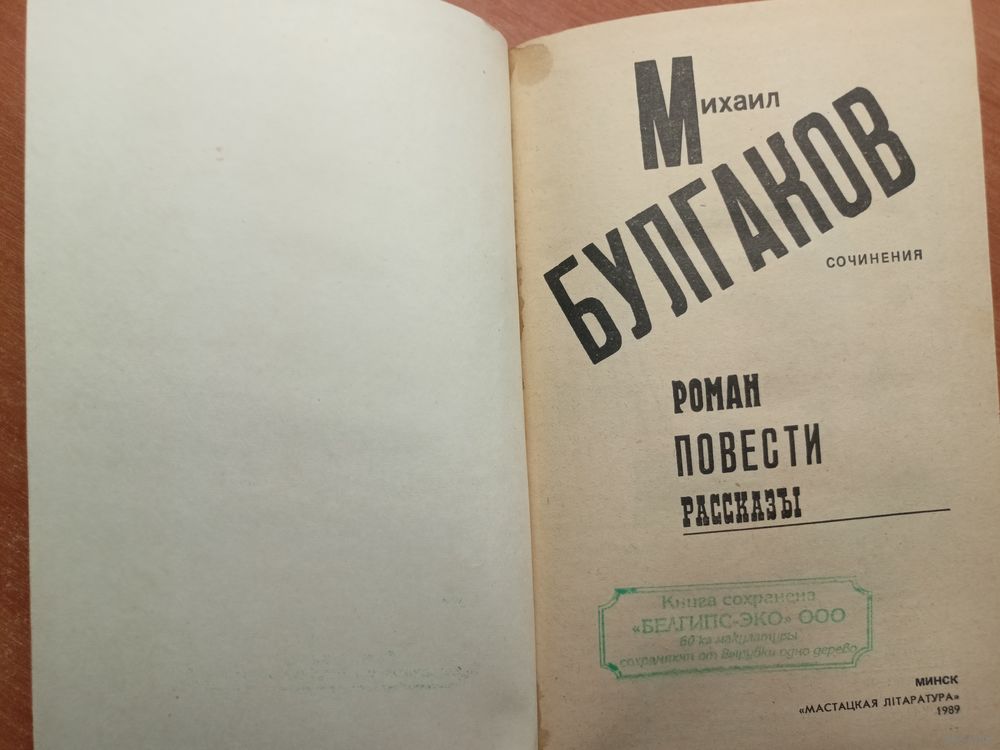 Михаил
БУЛГАКОВ
СОЧИНЕНИЯ
РОМАН
ПОВЕСТИ
РАССКАЗЫ
Книга сохранена
«БЕЛГИПС-ЭКО» ООО
60 кг макулатуры
сохраняют от вырубки одно дерево
МИНСК
«МАСТАЦКАЯ ЛІТАРАТУРА»
1989